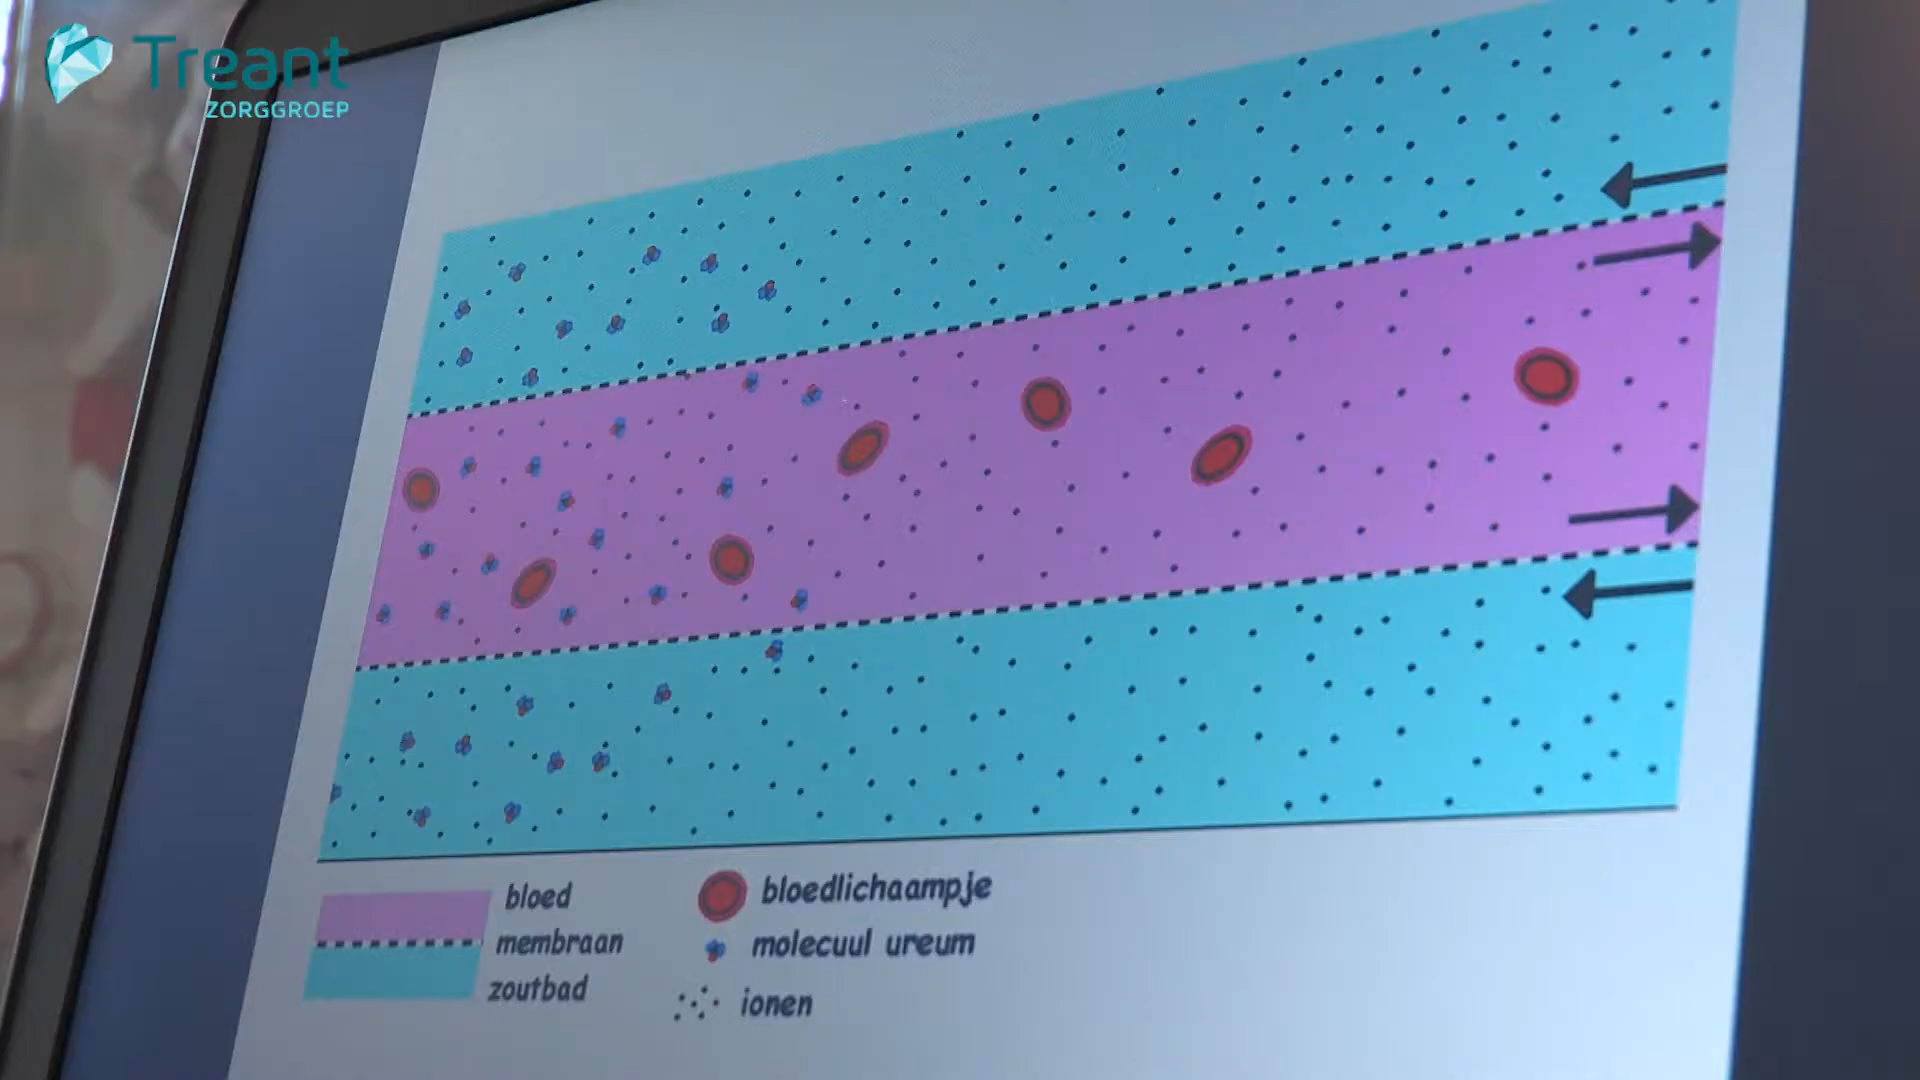 Treant
ZORGGROEP
bloed
membraan
zoutbad
bloedlichaampje
molecuul ureum
ionen